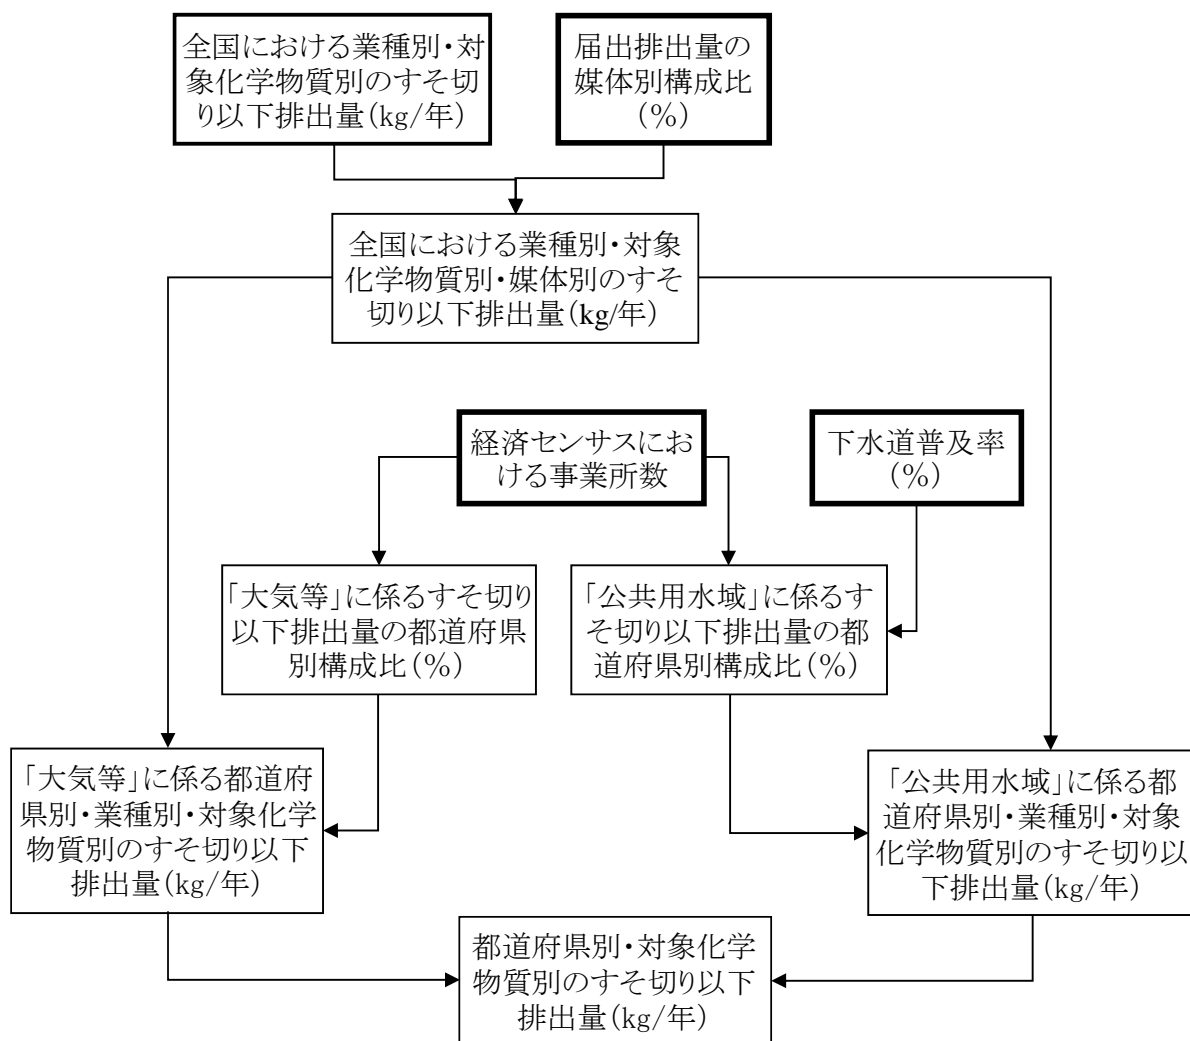 全国における業種別・対
象化学物質別のすそ切
り以下排出量(kg/年)
届出排出量の
媒体別構成比
(%)
全国における業種別・対象
化学物質別・媒体別のすそ
切り以下排出量(kg/年)
経済センサスにお
ける事業所数
下水道普及率
(%)
「大気等」に係るすそ切り
以下排出量の都道府県
別構成比(%)
「公共用水域」に係るす
そ切り以下排出量の都
道府県別構成比(%)
「大気等」に係る都道府
県別・業種別・対象化学
物質別のすそ切り以下
排出量(kg/年)
「公共用水域」に係る都
道府県別・業種別・対象
化学物質別のすそ切り以
下排出量(kg/年)
都道府県別・対象化学
物質別のすそ切り以下
排出量(kg/年)